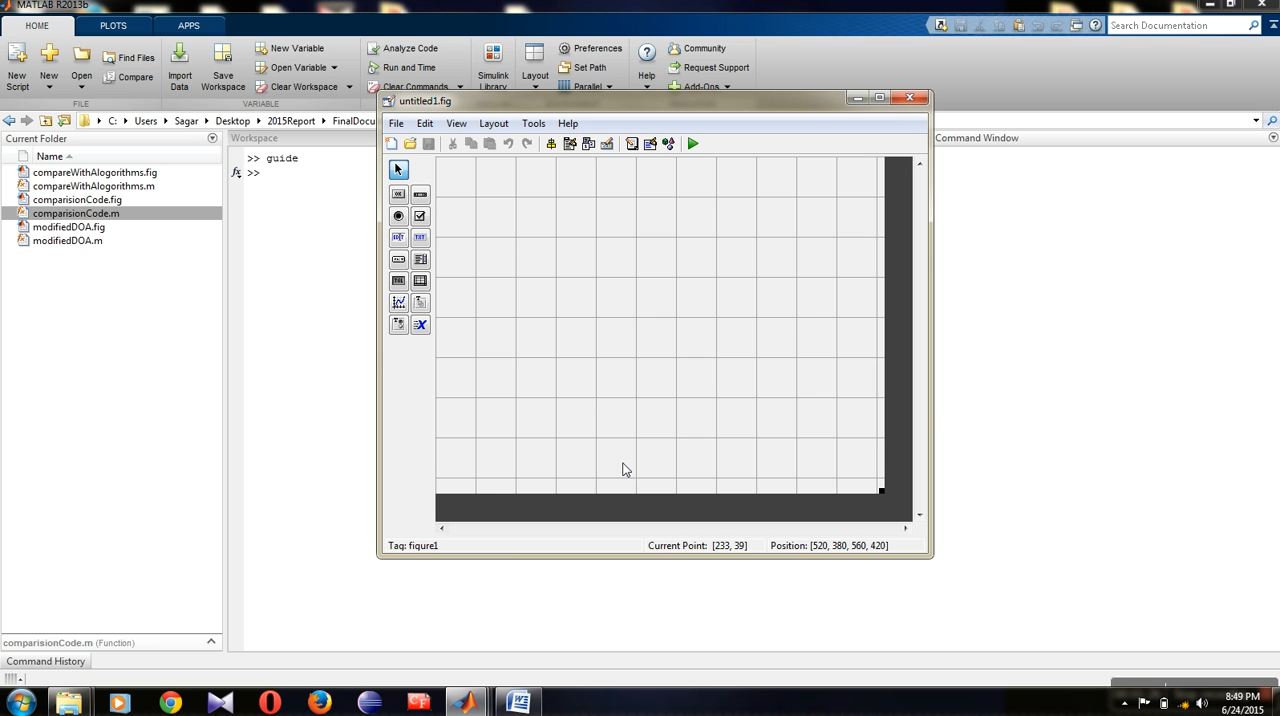 MATLAB R2013b
HOME PLOTS APPS
Search Documentation
New Script
New
Open
Find Files
Compare
Import Data
Save Workspace
New Variable
Open Variable
Clear Workspace
Analyze Code
Run and Time
Clear Commands
Simulink Library
Layout
Preferences
Set Path
Parallel
Help
Community
Request Support
Add-Ons
FILE
VARIABLE
C: Users Sagar Desktop 2015Report FinalDocu
Current Folder
Name
compareWithAlogorithms.fig
compareWithAlogorithms.m
comparisionCode.fig
comparisionCode.m
modifiedDOA.fig
modifiedDOA.m
comparisionCode.m (Function)
Command History
Workspace
>> guide
fx >>
Command Window
untitled1.fig
File Edit View Layout Tools Help
OK
EDIT TXT
TGL
Tag: figure1
Current Point: [233, 39]
Position: [520, 380, 560, 420]
8:49 PM
6/24/2015